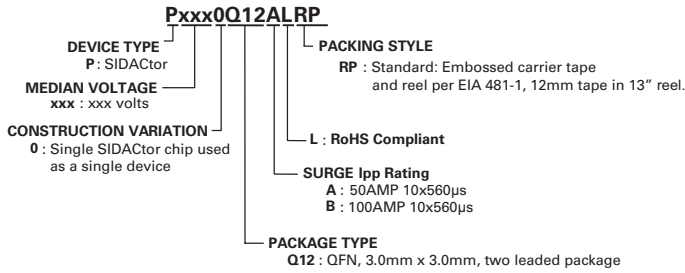 Pxxx0Q12ALRP
DEVICE TYPE
P : SIDACtor
MEDIAN VOLTAGE
xxx : xxx volts
CONSTRUCTION VARIATION
0 : Single SIDACtor chip used
as a single device
PACKING STYLE
RP : Standard: Embossed carrier tape
and reel per EIA 481-1, 12mm tape in 13” reel.
L : RoHS Compliant
SURGE Ipp Rating
A : 50AMP 10x560µs
B : 100AMP 10x560µs
PACKAGE TYPE
Q12 : QFN, 3.0mm x 3.0mm, two leaded package